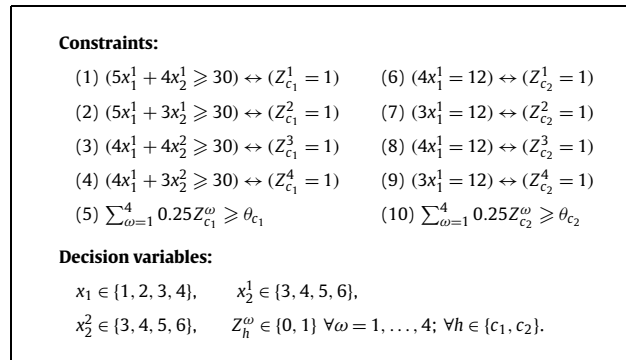 Constraints:
(1) (5x_1^1 + 4x_2^1 ⩾ 30) ↔ (Z_{c_1}^1 = 1) (6) (4x_1^1 = 12) ↔ (Z_{c_2}^1 = 1)
(2) (5x_1^1 + 3x_2^1 ⩾ 30) ↔ (Z_{c_1}^2 = 1) (7) (3x_1^1 = 12) ↔ (Z_{c_2}^2 = 1)
(3) (4x_1^1 + 4x_2^2 ⩾ 30) ↔ (Z_{c_1}^3 = 1) (8) (4x_1^1 = 12) ↔ (Z_{c_2}^3 = 1)
(4) (4x_1^1 + 3x_2^2 ⩾ 30) ↔ (Z_{c_1}^4 = 1) (9) (3x_1^1 = 12) ↔ (Z_{c_2}^4 = 1)
(5) ∑_{ω=1}^4 0.25Z_{c_1}^ω ⩾ θ_{c_1} (10) ∑_{ω=1}^4 0.25Z_{c_2}^ω ⩾ θ_{c_2}
Decision variables:
x_1 ∈ {1, 2, 3, 4}, x_2^1 ∈ {3, 4, 5, 6},
x_2^2 ∈ {3, 4, 5, 6}, Z_h^ω ∈ {0, 1} ∀ω = 1, . . . , 4; ∀h ∈ {c_1, c_2}.